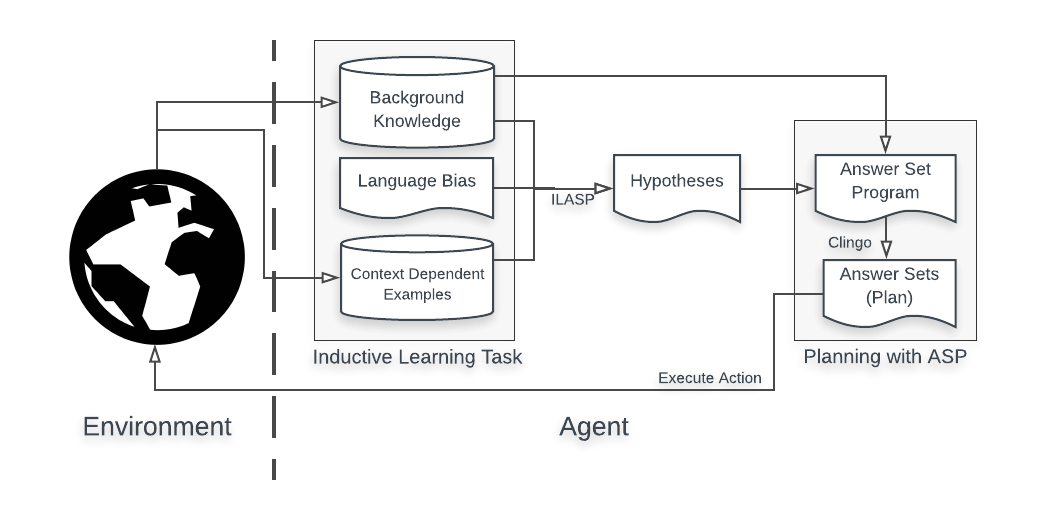 Background
Knowledge
Language Bias
ILASP
Context Dependent
Examples
Inductive Learning Task
Hypotheses
Answer Set
Program
Clingo
Answer Sets
(Plan)
Planning with ASP
Execute Action
Environment
Agent